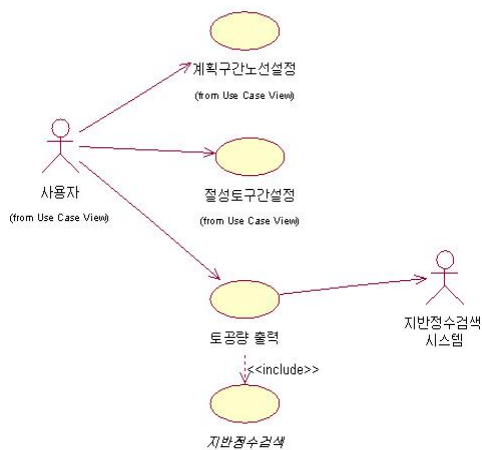 계획구간노선설정
(from Use Case View)
사용자
(from Use Case View)
절성토구간설정
(from Use Case View)
토공량 출력
지반정수검색
시스템
<<include>>
지반정수검색